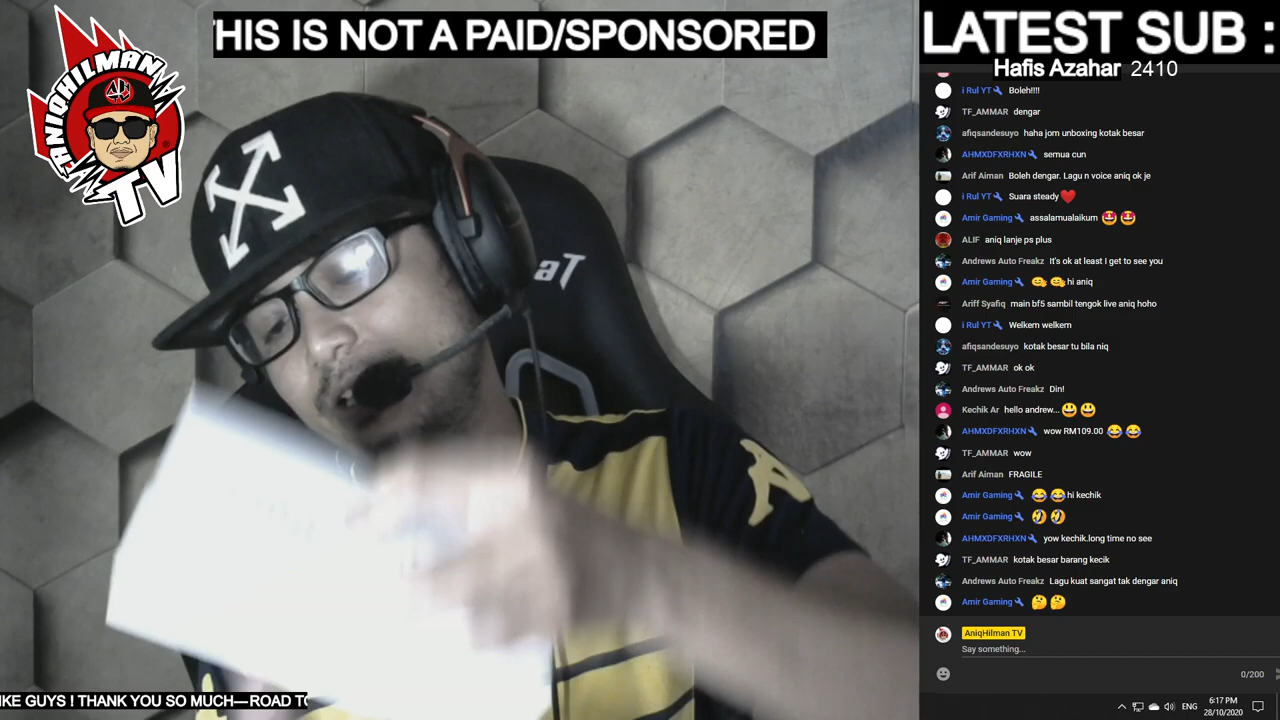 THIS IS NOT A PAID/SPONSORED
ANIQHILMAN
TV
aT
IKE GUYS ! THANK YOU SO MUCH—ROAD TO
LATEST SUB :
Hafis Azahar 2410
i Rul YT Boleh!!!!
TF_AMMAR dengar
afiqsandesuyo haha jom unboxing kotak besar
AHMXDFXRHXN semua cun
Arif Aiman Boleh dengar. Lagu n voice aniq ok je
i Rul YT Suara steady❤️
Amir Gaming assalamualaikum 🤩 🤩
ALIF aniq lanje ps plus
Andrews Auto Freakz It's ok at least I get to see you
Amir Gaming 🤗 🤗 hi aniq
Ariff Syafiq main bf5 sambil tengok live aniq hoho
i Rul YT Welkem welkem
afiqsandesuyo kotak besar tu bila niq
TF_AMMAR ok ok
Andrews Auto Freakz Din!
Kechik Ar hello andrew... 😃 😃
AHMXDFXRHXN wow RM109.00 😂 😂
TF_AMMAR wow
Arif Aiman FRAGILE
Amir Gaming 😂 😂 hi kechik
Amir Gaming 🤣 🤣
AHMXDFXRHXN yow kechik.long time no see
TF_AMMAR kotak besar barang kecik
Andrews Auto Freakz Lagu kuat sangat tak dengar aniq
Amir Gaming 🤔 🤔
AniqHilman TV
Say something...
0/200
ENG
6:17 PM
28/10/2020